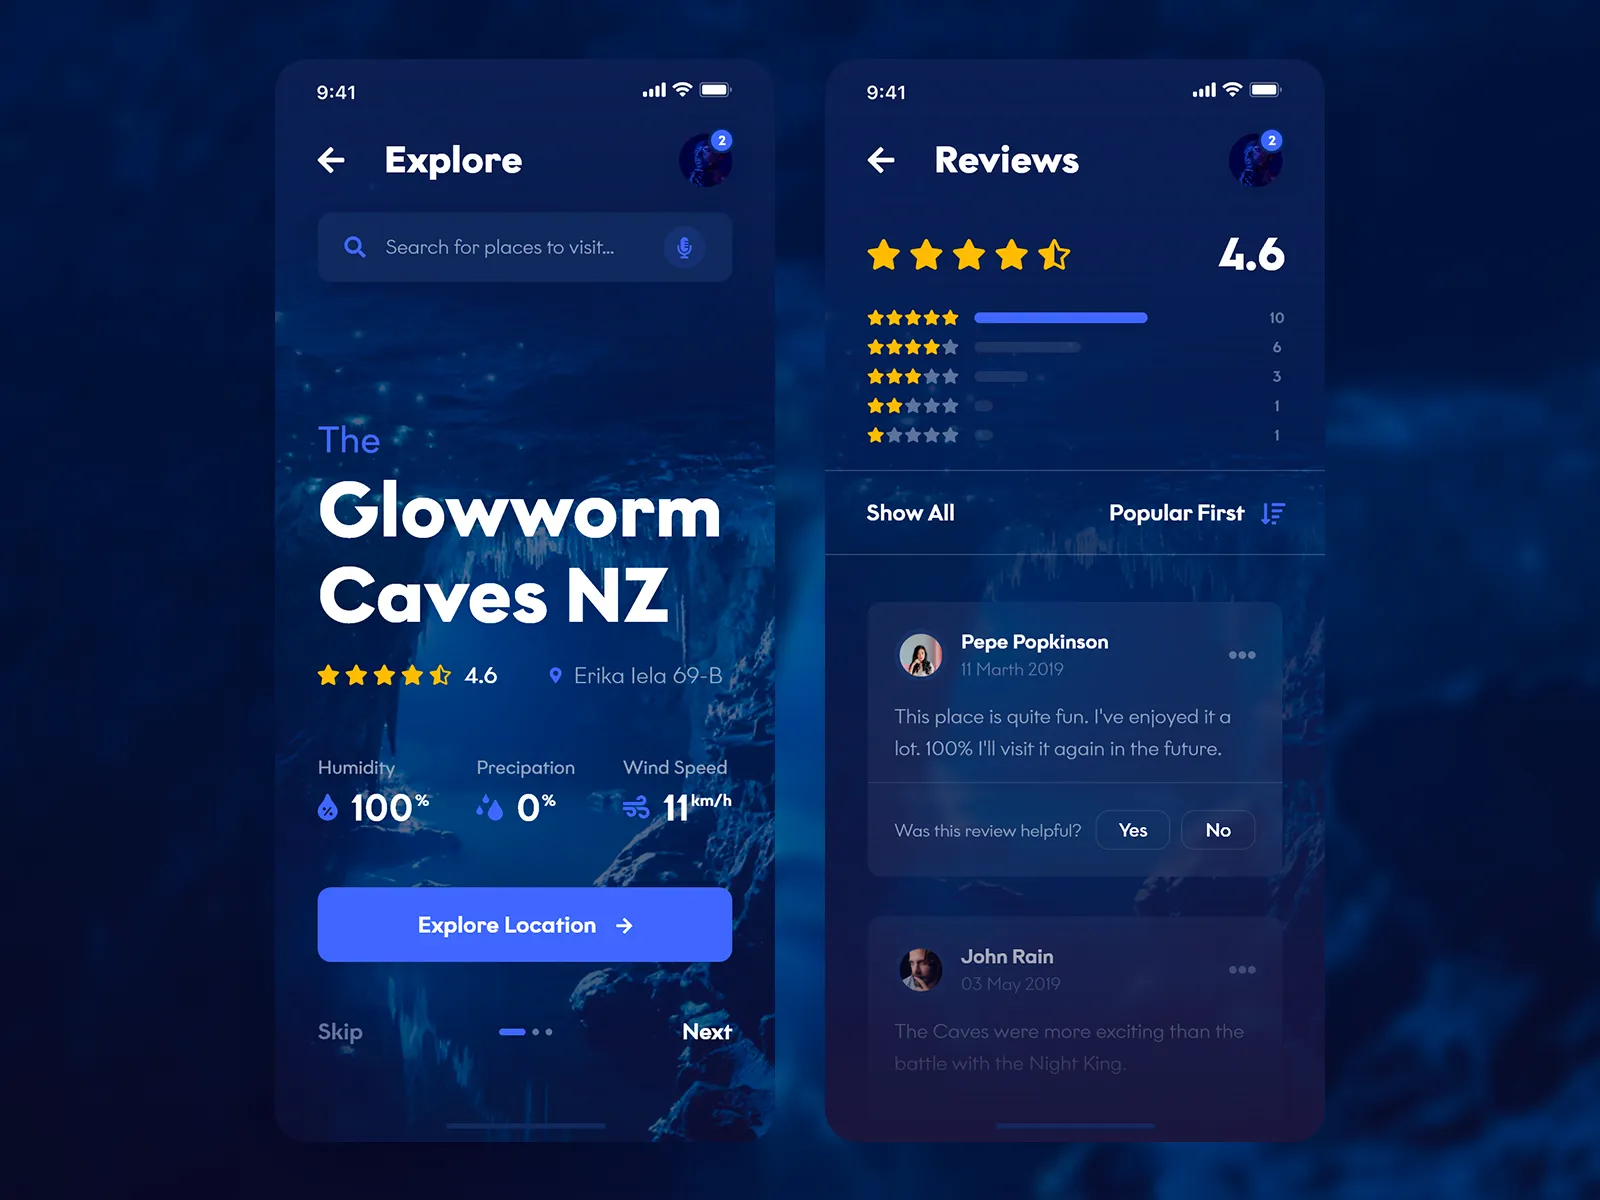 9:41
Explore
2
Search for places to visit...
The
Glowworm
Caves NZ
4.6
Erika Iela 69-B
Humidity
Precipation
Wind Speed
100%
0%
11 km/h
Explore Location
Skip
Next
9:41
Reviews
2
4.6
10
6
3
1
1
Show All
Popular First
Pepe Popkinson
11 Marth 2019
This place is quite fun. I've enjoyed it a
lot. 100% I'll visit it again in the future.
Was this review helpful?
Yes
No
John Rain
03 May 2019
The Caves were more exciting than the
battle with the Night King.